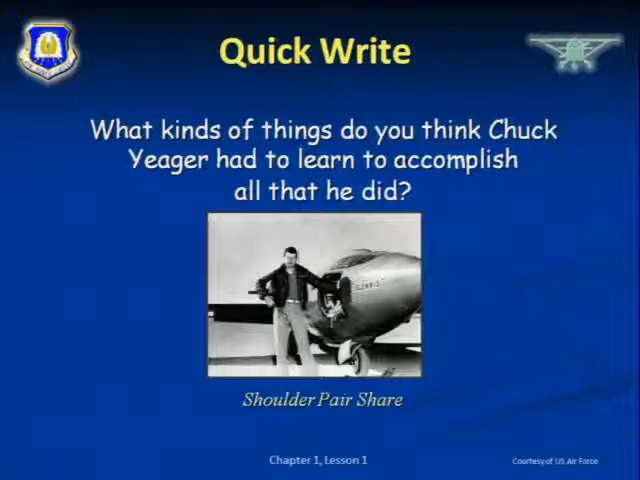 Quick Write
What kinds of things do you think Chuck
Yeager had to learn to accomplish
all that he did?
GLENNIS
Shoulder Pair Share
Chapter 1, Lesson 1
Courtesy of US Air Force